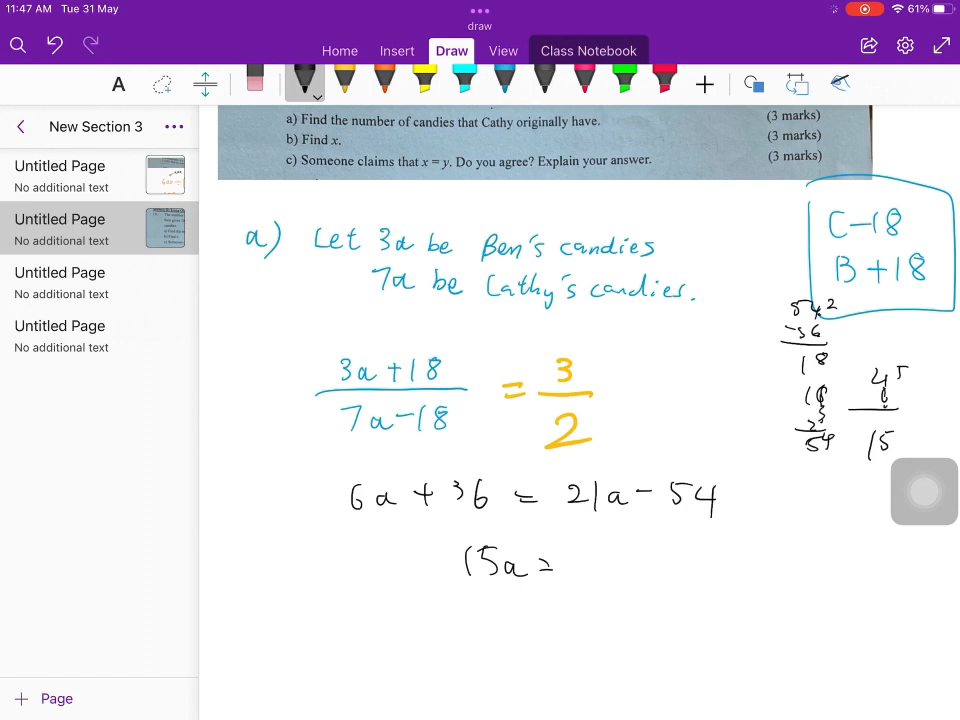 11:47 AM Tue 31 May
61%
draw
Home Insert Draw View Class Notebook
A
New Section 3
Untitled Page
No additional text
Untitled Page
No additional text
Untitled Page
No additional text
Untitled Page
No additional text
Page
a) Find the number of candies that Cathy originally have. (3 marks)
b) Find x. (3 marks)
c) Someone claims that x = y. Do you agree? Explain your answer. (3 marks)
a) Let 3a be Ben's candies
7a be Cathy's candies.
C-18
B+18
3a+18 = 3
7a-18 2
6a + 36 = 21a - 54
15a =
-36
18
54
15